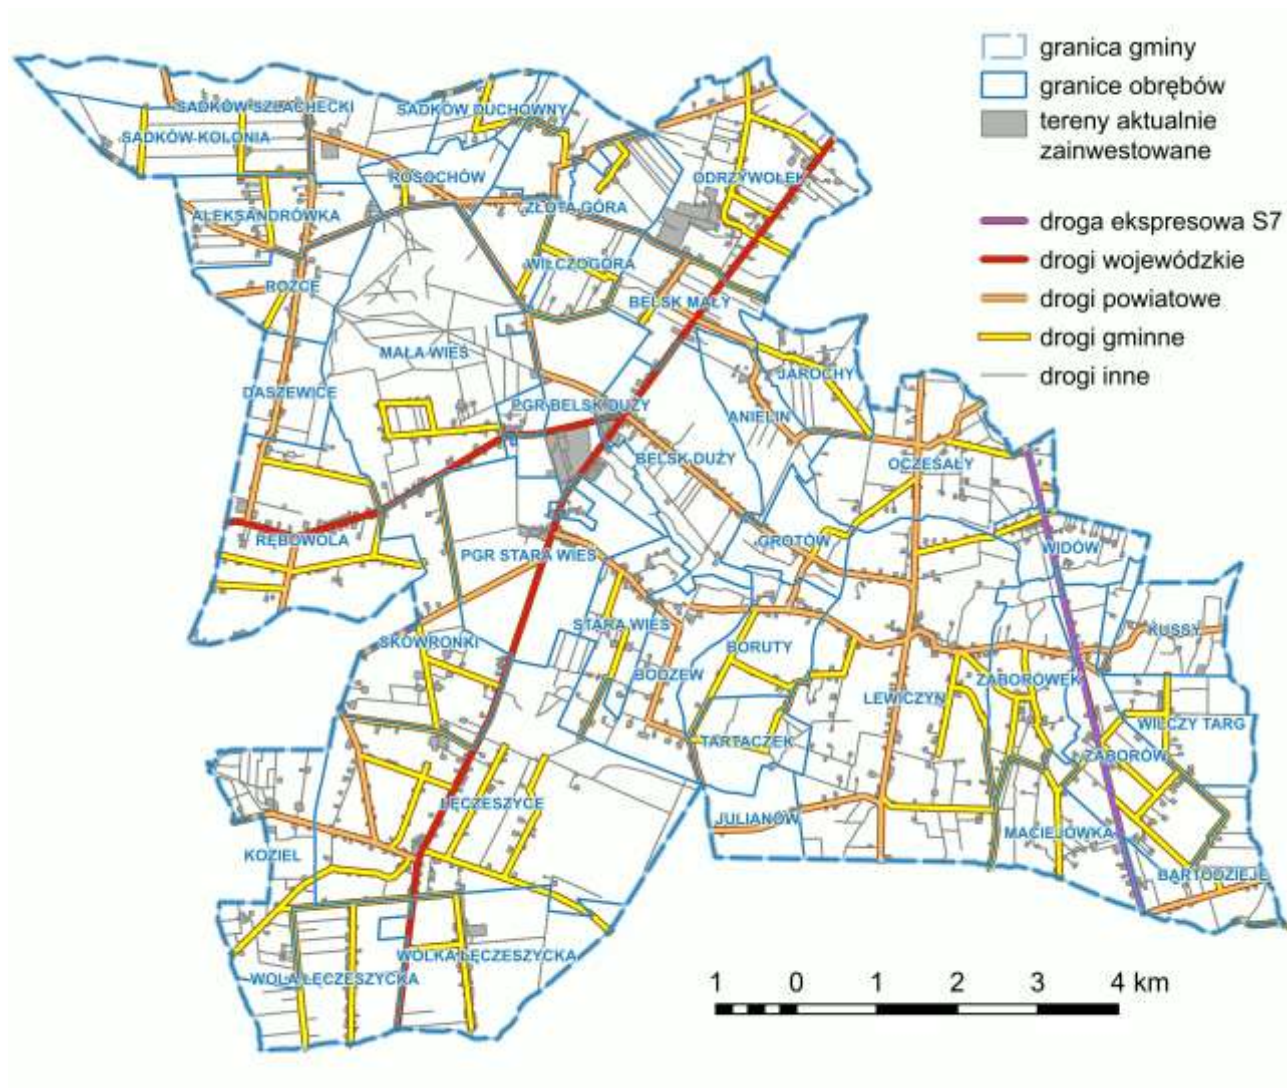 granica gminy
granice obrębów
tereny aktualnie
zainwestowane
droga ekspresowa S7
drogi wojewódzkie
drogi powiatowe
drogi gminne
drogi inne
SADKÓW SZLACHECKI
SADKÓW DUCHOWNY
SADKÓW KOLONIA
ROSOCHÓW
ODRZYWOŁEK
ALEKSANDRÓWKA
ZŁOTA GÓRA
WILCZOGÓRA
ROŻCE
BELSK MAŁY
MAŁA WIEŚ
JAROCHY
DASZEWICE
PGR BELSK DUŻY
ANIELIN
BELSK DUŻY
OCZESAŁY
RĘBOWOLA
GROTÓW
WIDÓW
PGR STARA WIEŚ
STARA WIEŚ
KUSSY
SKOWRONKI
BORUTY
BODZEW
ZABORÓWEK
LEWICZYN
WILCZY TARG
TARTACZEK
ZABORÓW
ŁĘCZESZYCE
JULIANÓW
MACIEJÓWKA
KOZIEL
BARTODZIEJE
WOLKA ŁĘCZESZYCKA
WOLA ŁĘCZESZYCKA
1 0 1 2 3 4 km